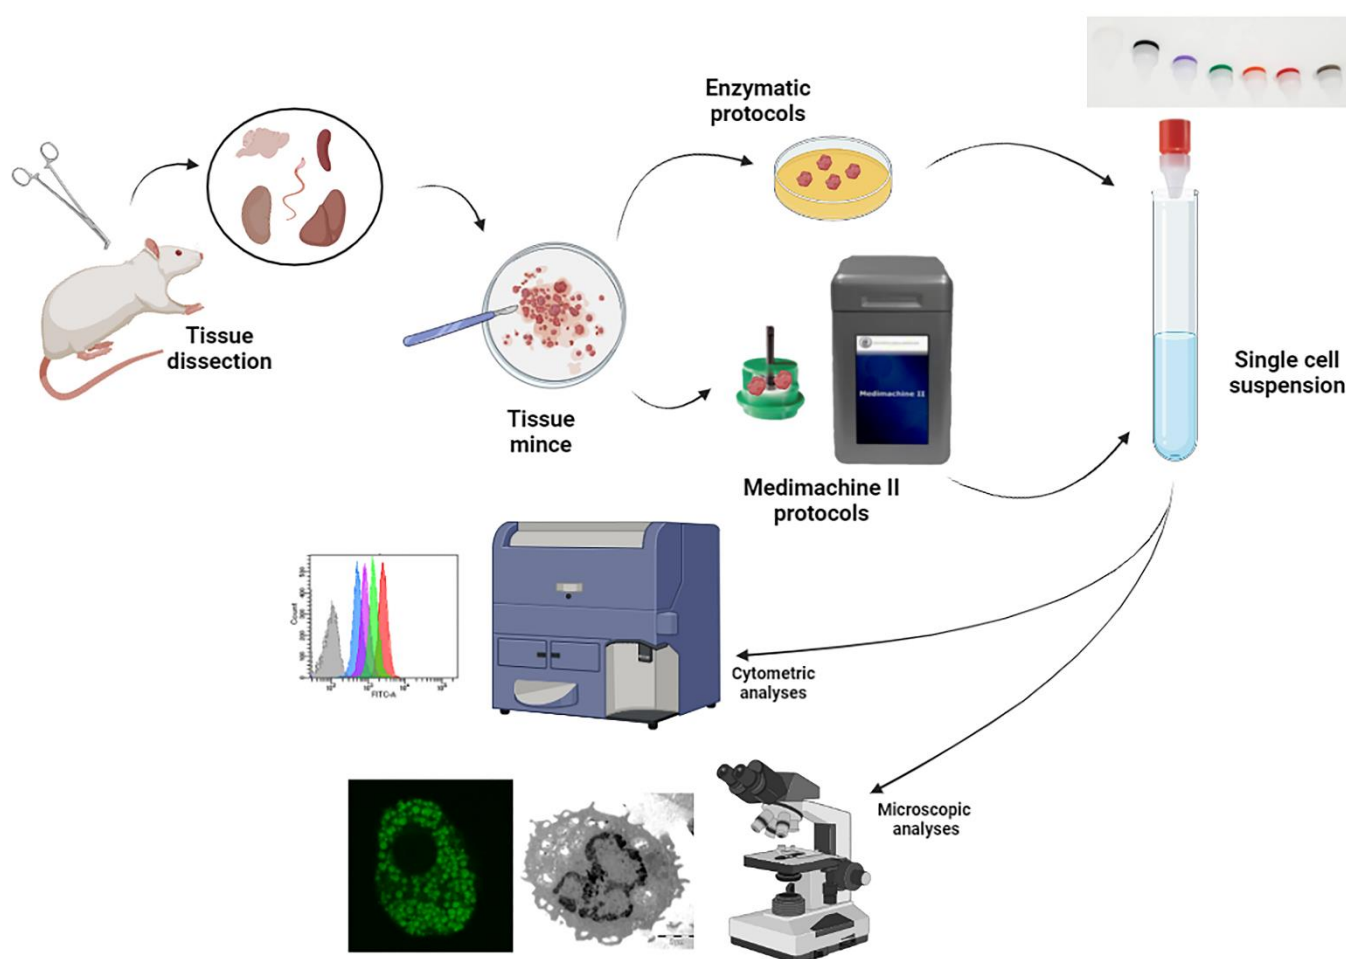 Enzymatic
protocols
Tissue
dissection
Tissue
mince
Medimachine II
Medimachine II
protocols
Single cell
suspension
Count
FITC-A
Cytometric
analyses
Microscopic
analyses